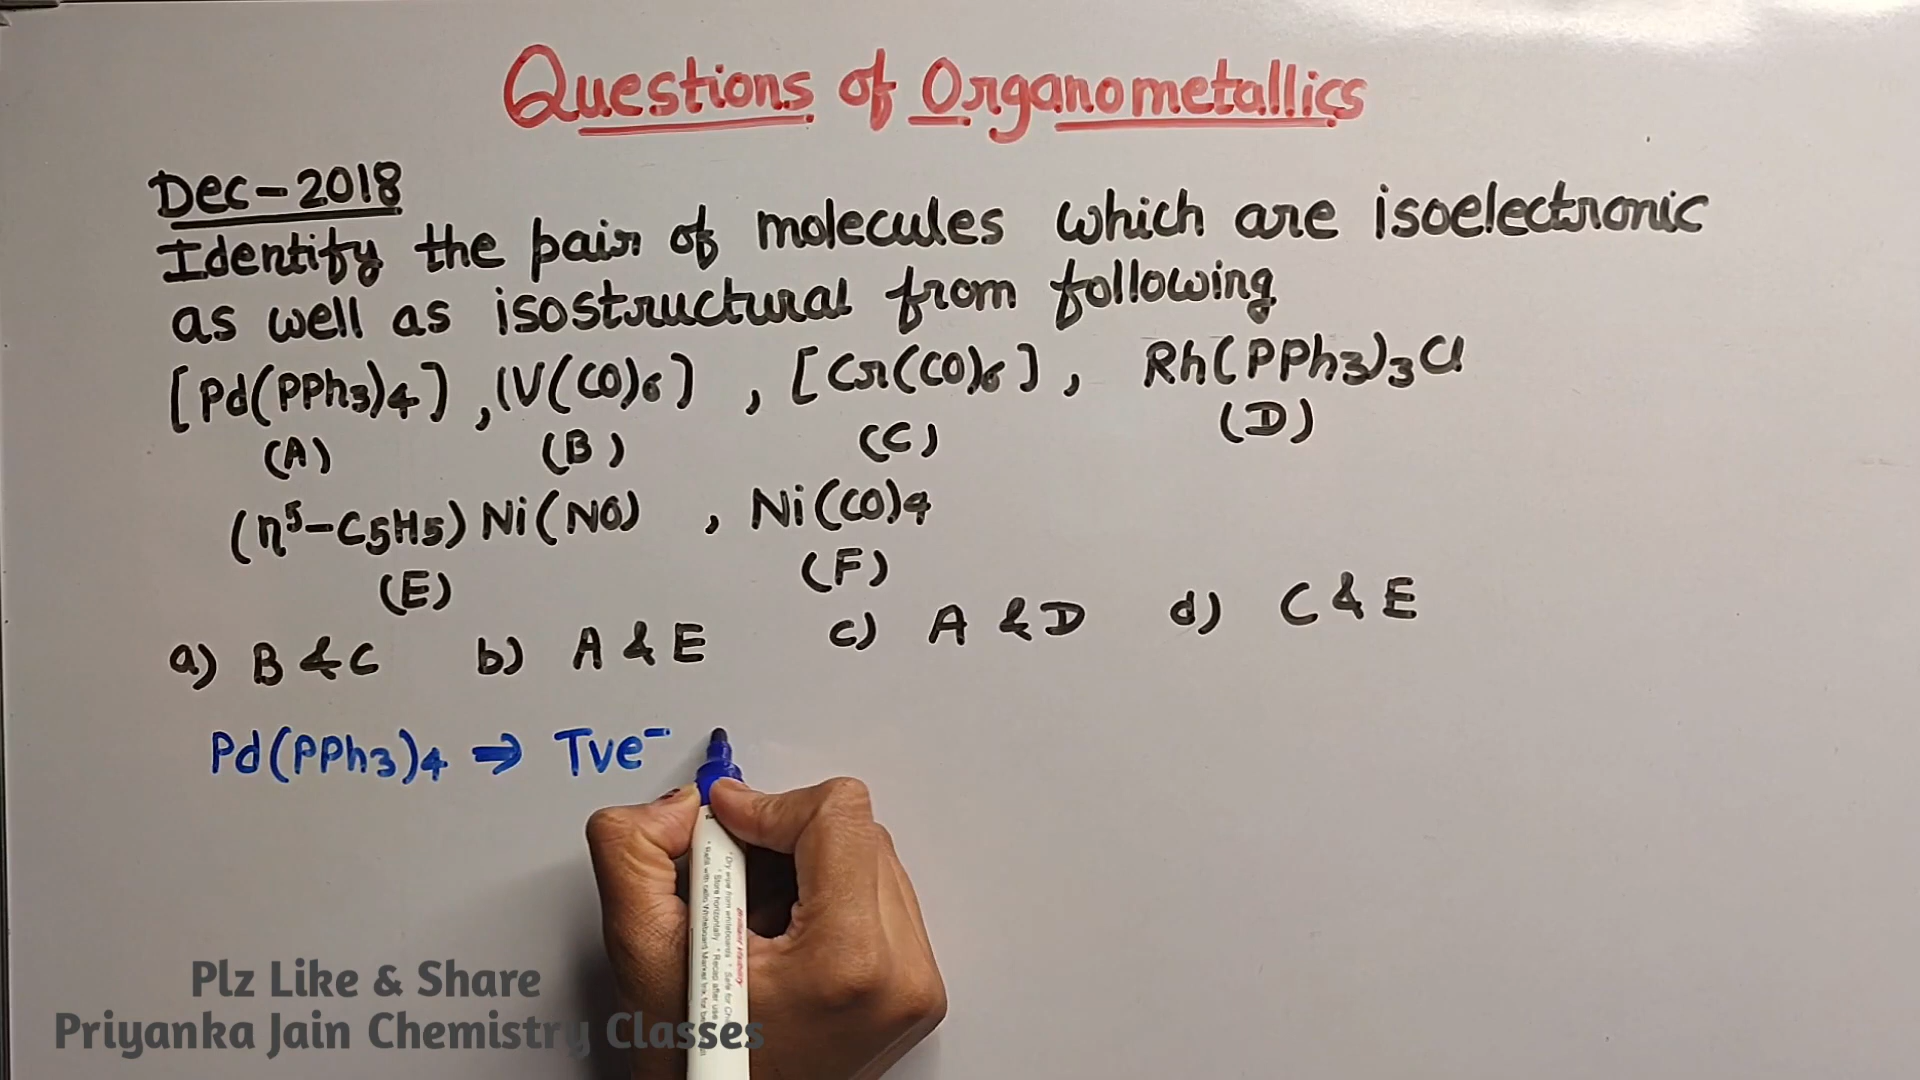 Questions of Organometallics
Dec-2018
Identify the pair of molecules which are isoelectronic
as well as isostructural from following
[Pd(PPh3)4], (V(CO)6], [Cr(CO)6], Rh(PPh3)3Cl
(A) (B) (C) (D)
(η5-C5H5)Ni(NO), Ni(CO)4
(E) (F)
a) B & C b) A & E c) A & D d) C & E
Pd(PPh3)4 ⇒ Tve⁻
Plz Like & Share
Priyanka Jain Chemistry Classes